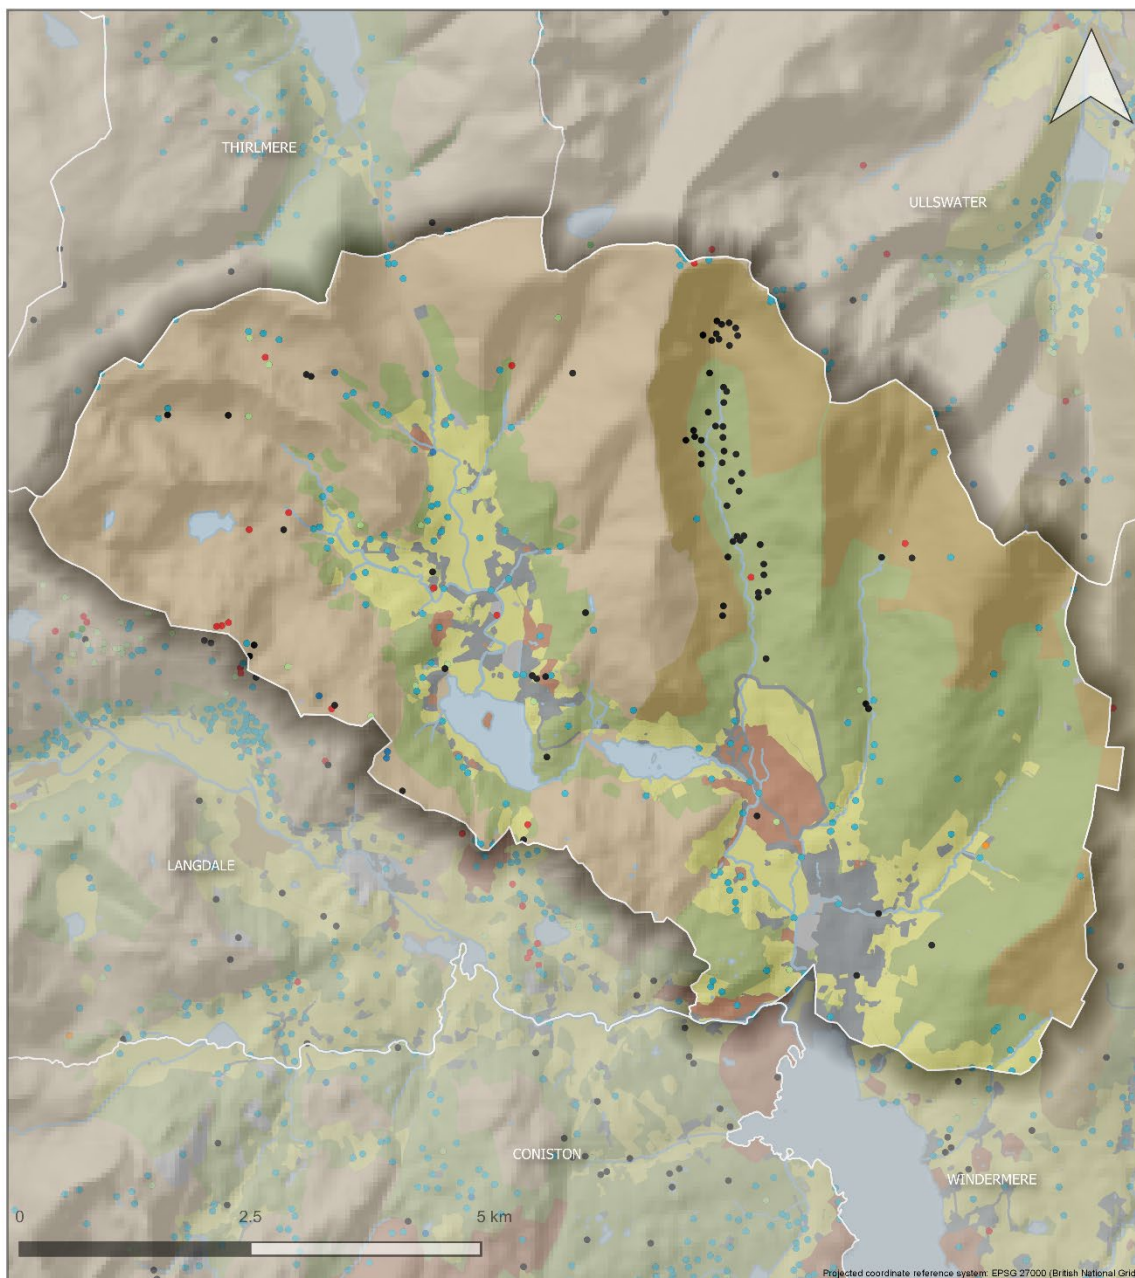 THIRLMERE
ULLSWATER
LANGDALE
CONISTON
WINDERMERE
0 2.5 5 km
Projected coordinate reference system: EPSG 27000 (British National Grid